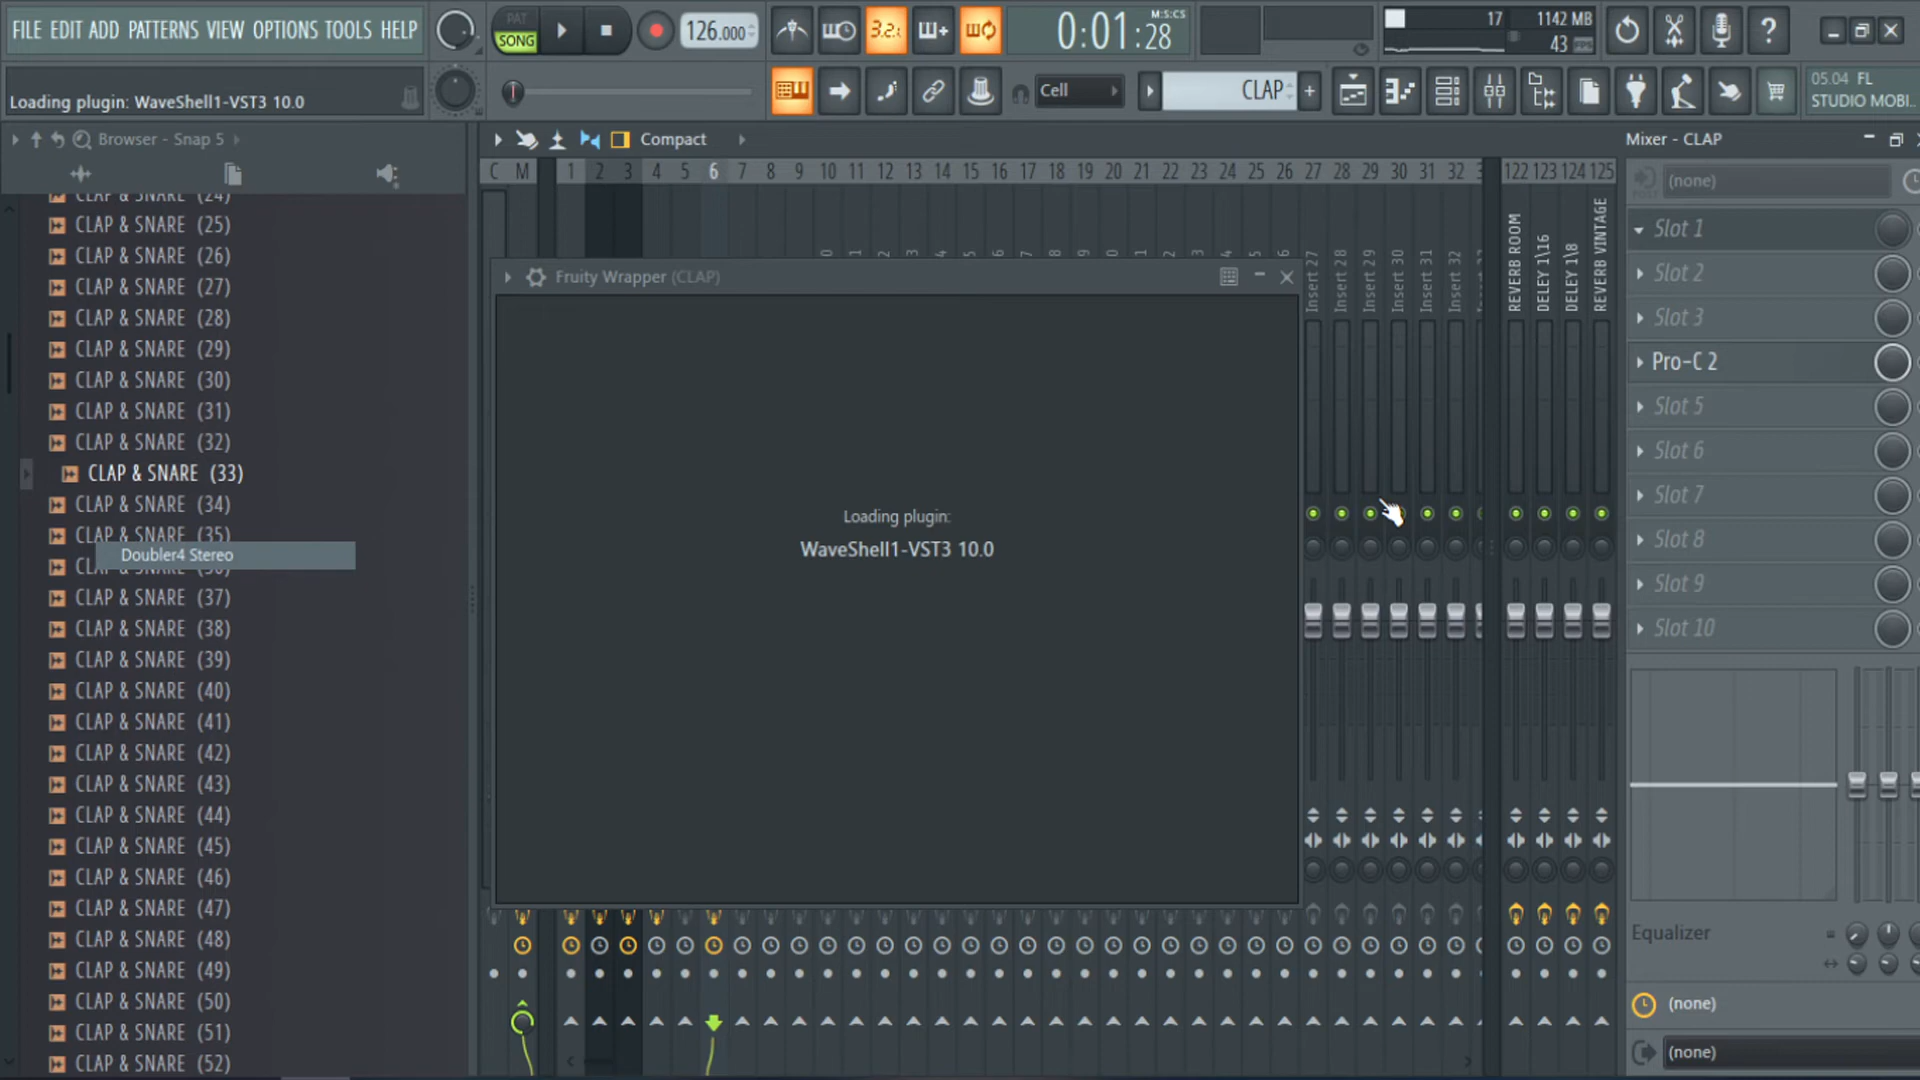 FILE EDIT ADD PATTERNS VIEW OPTIONS TOOLS HELP
PAT
SONG
126.000
3.2.
0:01:28
M:S:CS
17
1142 MB
43
Loading plugin: WaveShell1-VST3 10.0
Cell
CLAP
05.04 FL
STUDIO MOBI..
Browser - Snap 5
Compact
Mixer - CLAP
C M 1 2 3 4 5 6 7 8 9 10 11 12 13 14 15 16 17 18 19 20 21 22 23 24 25 26 27 28 29 30 31 32 122 123 124 125
CLAP & SNARE (24)
CLAP & SNARE (25)
CLAP & SNARE (26)
CLAP & SNARE (27)
CLAP & SNARE (28)
CLAP & SNARE (29)
CLAP & SNARE (30)
CLAP & SNARE (31)
CLAP & SNARE (32)
CLAP & SNARE (33)
CLAP & SNARE (34)
CLAP & SNARE (35)
Doubler4 Stereo
CLAP & SNARE (37)
CLAP & SNARE (38)
CLAP & SNARE (39)
CLAP & SNARE (40)
CLAP & SNARE (41)
CLAP & SNARE (42)
CLAP & SNARE (43)
CLAP & SNARE (44)
CLAP & SNARE (45)
CLAP & SNARE (46)
CLAP & SNARE (47)
CLAP & SNARE (48)
CLAP & SNARE (49)
CLAP & SNARE (50)
CLAP & SNARE (51)
CLAP & SNARE (52)
Fruity Wrapper (CLAP)
Loading plugin:
WaveShell1-VST3 10.0
Insert 27
Insert 28
Insert 29
Insert 30
Insert 31
Insert 32
REVERB ROOM
DELEY 1\16
DELEY 1\8
REVERB VINTAGE
(none)
Slot 1
Slot 2
Slot 3
Pro-C 2
Slot 5
Slot 6
Slot 7
Slot 8
Slot 9
Slot 10
Equalizer
(none)
(none)